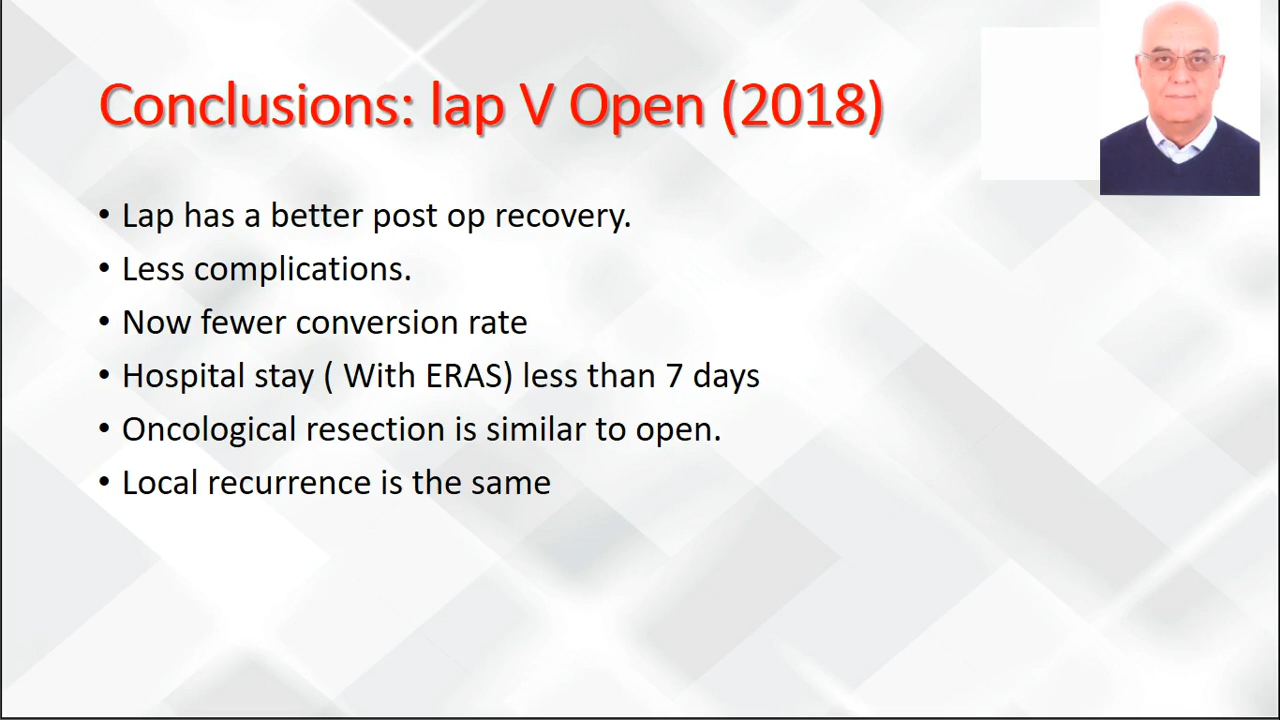 Conclusions: lap V Open (2018)
• Lap has a better post op recovery.
• Less complications.
• Now fewer conversion rate
• Hospital stay ( With ERAS) less than 7 days
• Oncological resection is similar to open.
• Local recurrence is the same